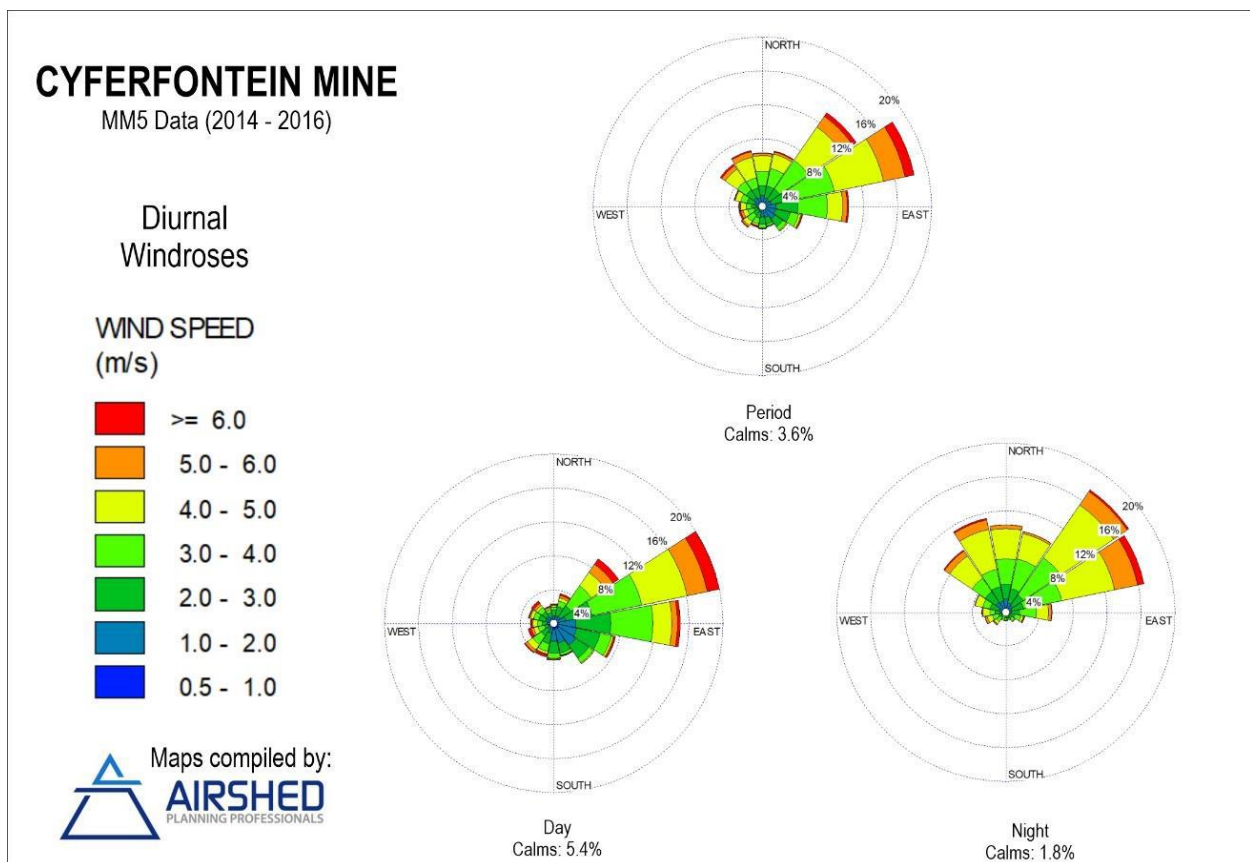 CYFERFONTEIN MINE
MM5 Data (2014 - 2016)
Diurnal
Windroses
WIND SPEED
(m/s)
>= 6.0
5.0 - 6.0
4.0 - 5.0
3.0 - 4.0
2.0 - 3.0
1.0 - 2.0
0.5 - 1.0
Maps compiled by:
AIRSHED
PLANNING PROFESSIONALS
NORTH
20%
16%
12%
8%
4%
WEST
EAST
SOUTH
Period
Calms: 3.6%
NORTH
20%
16%
12%
8%
4%
WEST
EAST
SOUTH
Day
Calms: 5.4%
NORTH
20%
16%
12%
8%
4%
WEST
EAST
SOUTH
Night
Calms: 1.8%